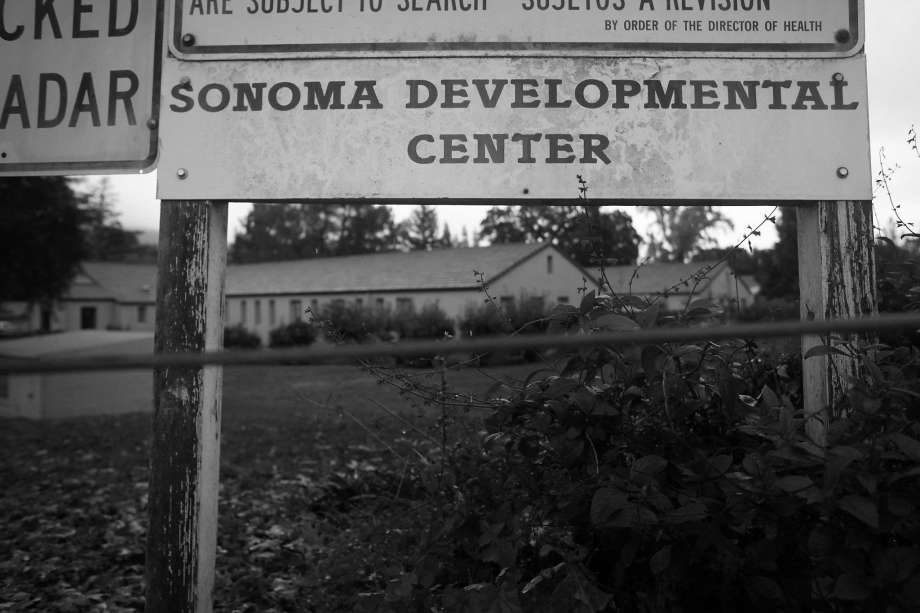 CKED
ADAR
ARE SUBJECT TO SEARCH SUJETOS A REVISION
BY ORDER OF THE DIRECTOR OF HEALTH
SONOMA DEVELOPMENTAL
CENTER